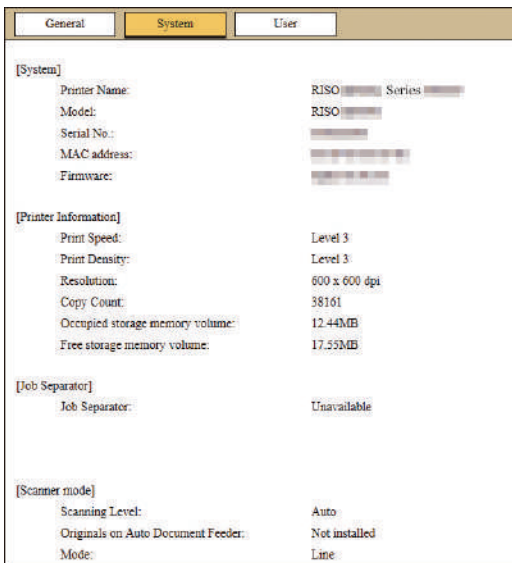 General System User
[System]
Printer Name: RISO Series
Model: RISO
Serial No.:
MAC address:
Firmware:
[Printer Information]
Print Speed: Level 3
Print Density: Level 3
Resolution: 600 x 600 dpi
Copy Count: 38161
Occupied storage memory volume: 12.44MB
Free storage memory volume: 17.55MB
[Job Separator]
Job Separator: Unavailable
[Scanner mode]
Scanning Level: Auto
Originals on Auto Document Feeder: Not installed
Mode: Line